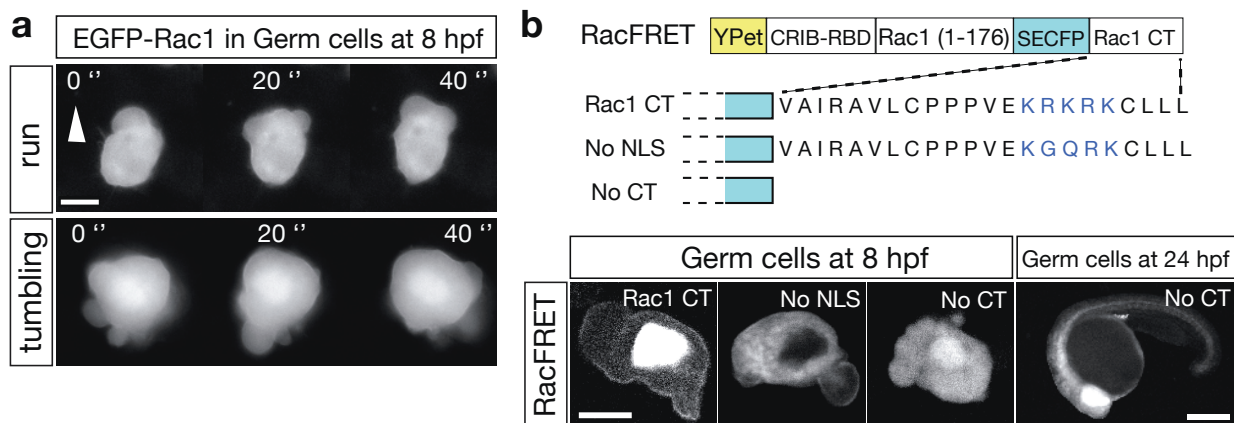 a
EGFP-Rac1 in Germ cells at 8 hpf
run
0 ‘’
20 ‘’
40 ‘’
tumbling
0 ‘’
20 ‘’
40 ‘’
b
RacFRET
YPet
CRIB-RBD
Rac1 (1-176)
SECFP
Rac1 CT
Rac1 CT
V A I R A V L C P P P V E K R K R K C L L L
No NLS
V A I R A V L C P P P V E K G Q R K C L L L
No CT
Germ cells at 8 hpf
Germ cells at 24 hpf
RacFRET
Rac1 CT
No NLS
No CT
No CT